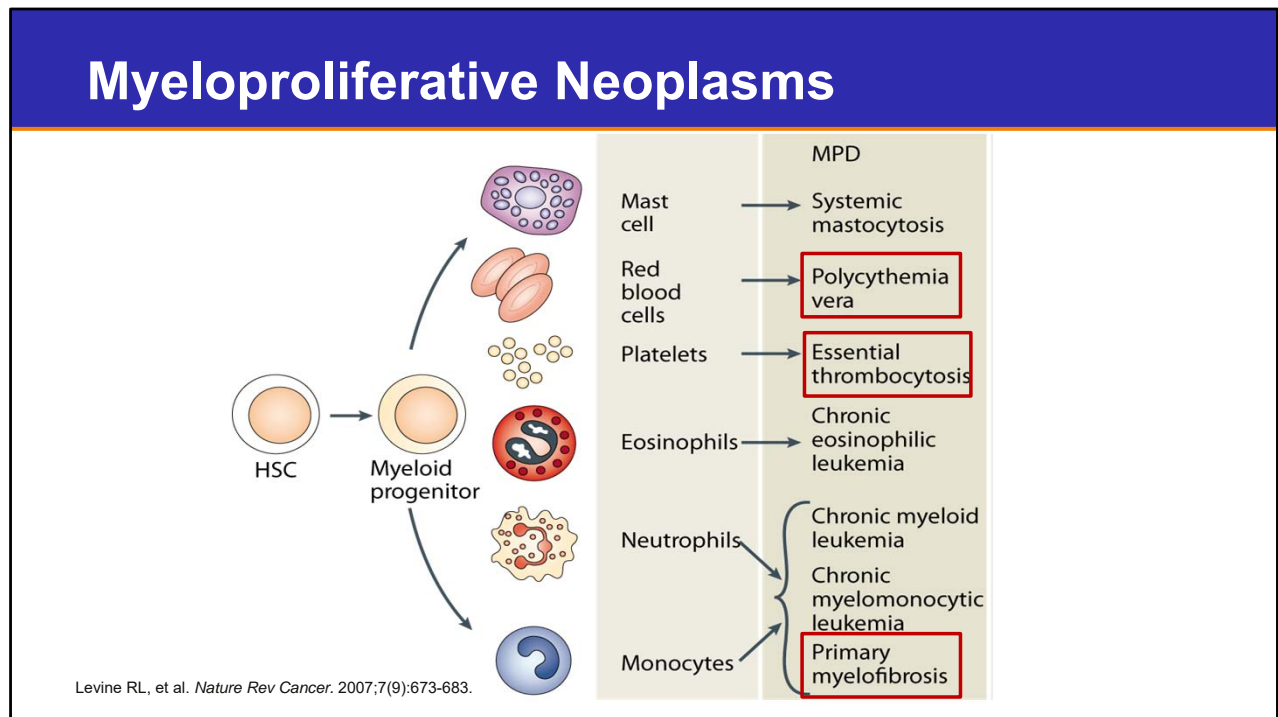 Myeloproliferative Neoplasms
MPD
Mast
cell
Systemic
mastocytosis
Red
blood
cells
Polycythemia
vera
Platelets
Essential
thrombocytosis
HSC
Myeloid
progenitor
Eosinophils
Chronic
eosinophilic
leukemia
Neutrophils
Chronic myeloid
leukemia
Chronic
myelomonocytic
leukemia
Monocytes
Primary
myelofibrosis
Levine RL, et al. Nature Rev Cancer. 2007;7(9):673-683.